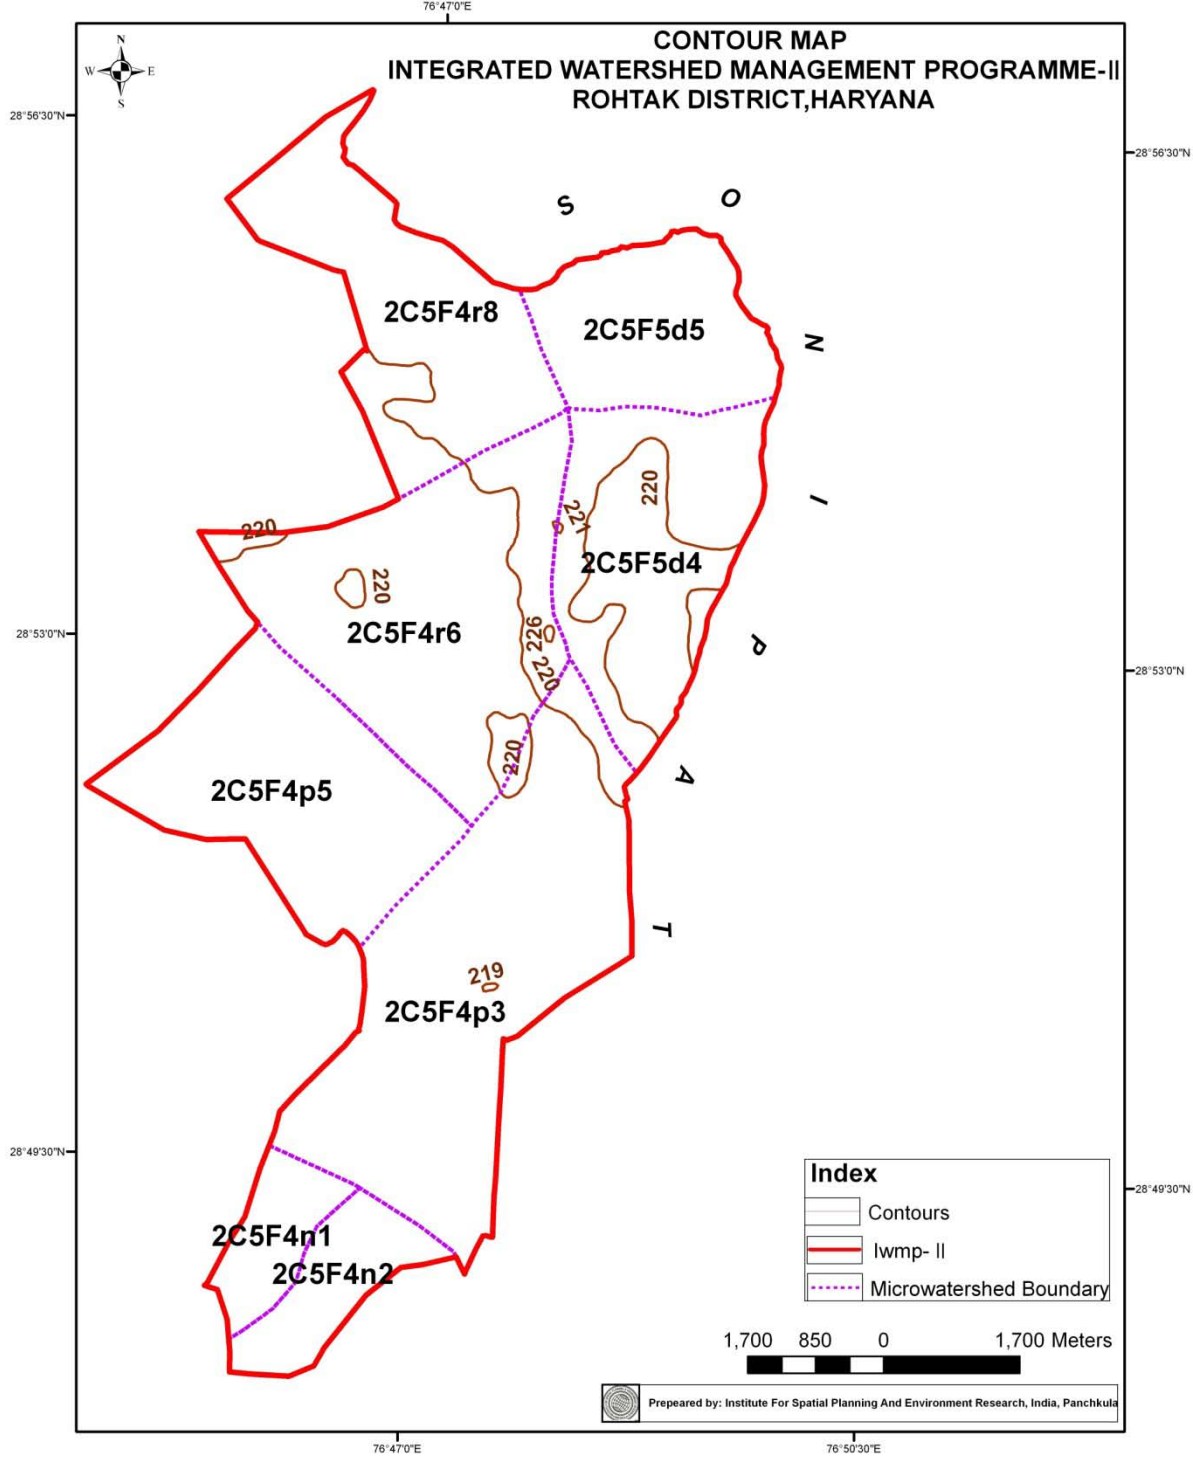 76°47'0"E
CONTOUR MAP
INTEGRATED WATERSHED MANAGEMENT PROGRAMME-II
ROHTAK DISTRICT,HARYANA
N
W E
S
28°56'30"N
28°56'30"N
S O N I P A T
2C5F4r8
2C5F5d5
220
221
220
2C5F5d4
220
2C5F4r6
226
220
28°53'0"N
28°53'0"N
220
2C5F4p5
219
2C5F4p3
28°49'30"N
28°49'30"N
2C5F4n1
2C5F4n2
Index
Contours
Iwmp- II
Microwatershed Boundary
1,700 850 0 1,700 Meters
Prepeared by: Institute For Spatial Planning And Environment Research, India, Panchkula
76°47'0"E
76°50'30"E